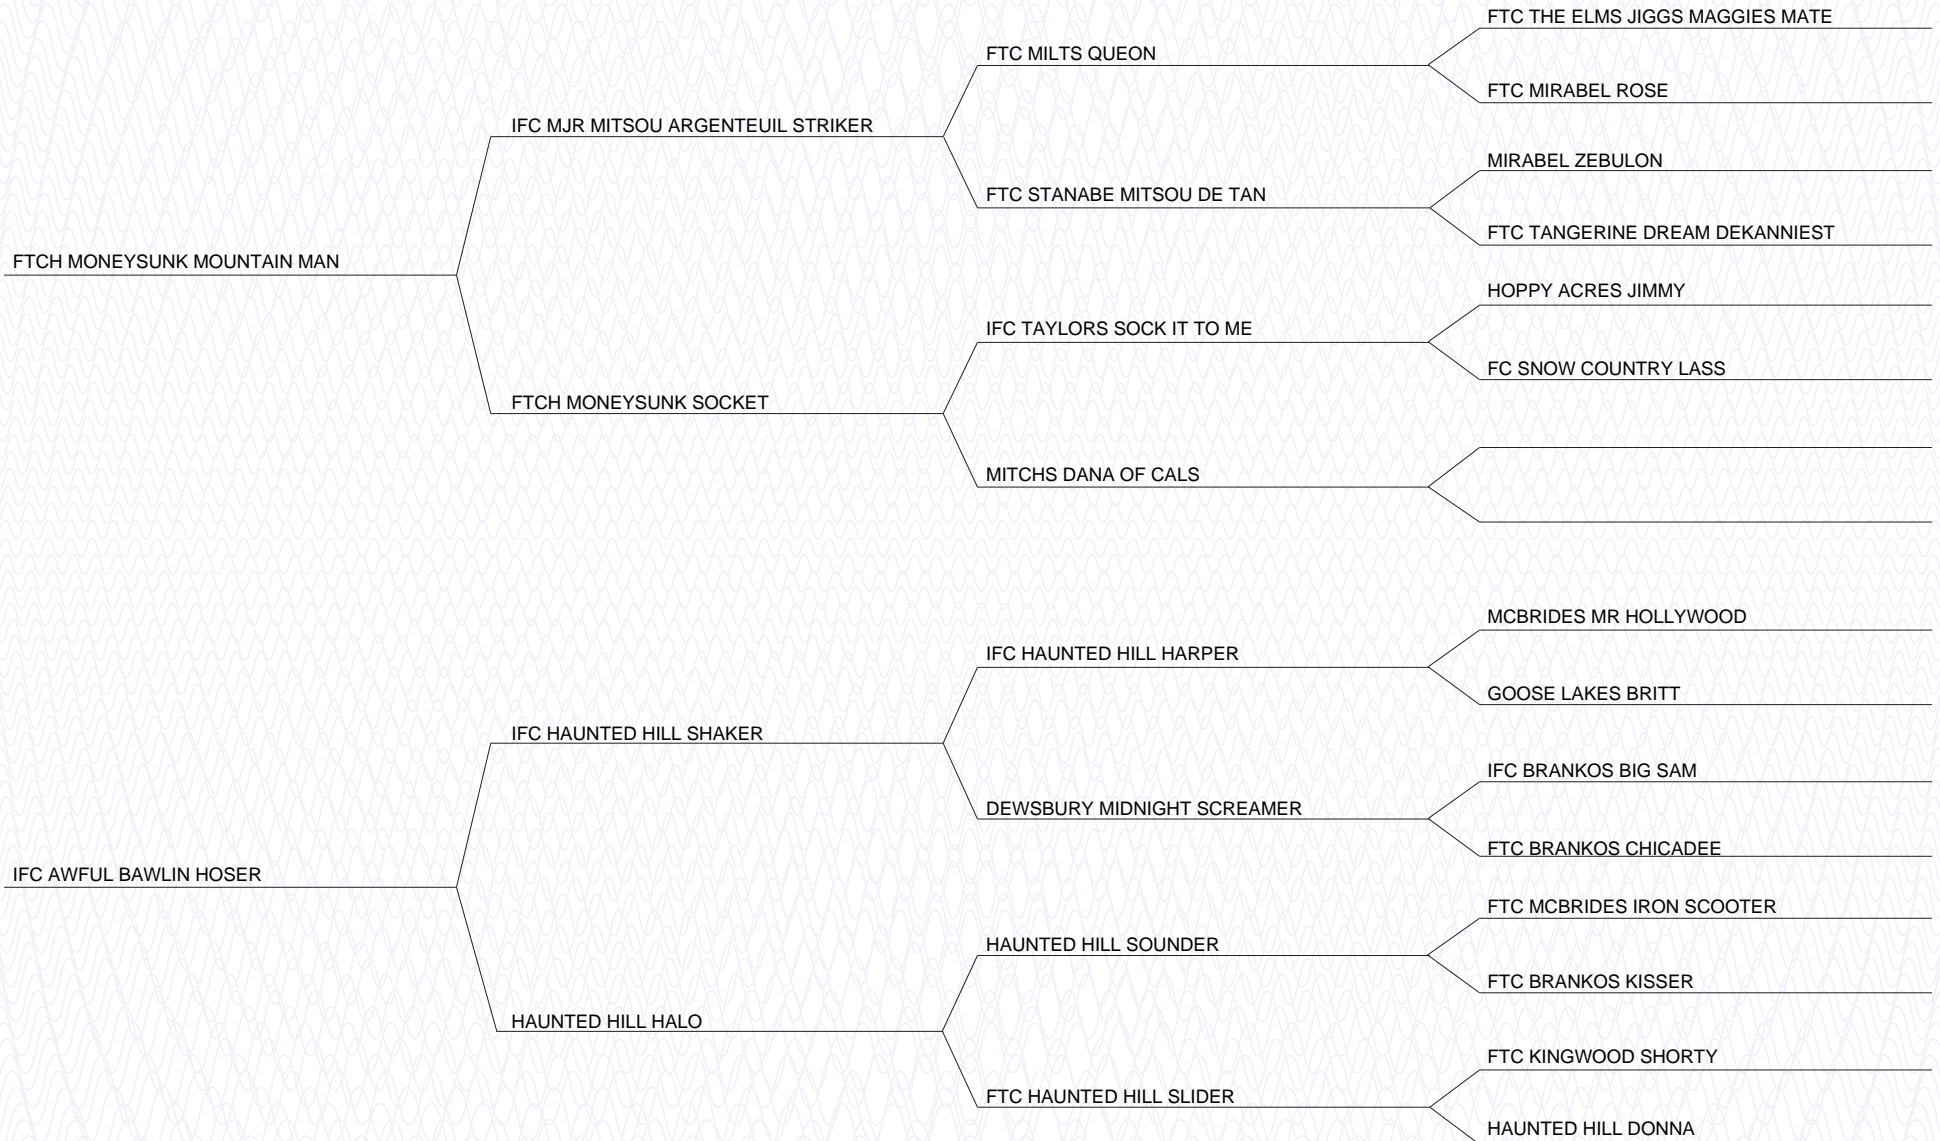 FTC THE ELMS JIGGS MAGGIES MATE
FTC MILTS QUEON
FTC MIRABEL ROSE
IFC MJR MITSOU ARGENTEUIL STRIKER
MIRABEL ZEBULON
FTC STANABE MITSOU DE TAN
FTC TANGERINE DREAM DEKANNIEST
FTCH MONEYSUNK MOUNTAIN MAN
HOPPY ACRES JIMMY
IFC TAYLORS SOCK IT TO ME
FC SNOW COUNTRY LASS
FTCH MONEYSUNK SOCKET
MITCHS DANA OF CALS
MCBRIDES MR HOLLYWOOD
IFC HAUNTED HILL HARPER
GOOSE LAKES BRITT
IFC HAUNTED HILL SHAKER
IFC BRANKOS BIG SAM
DEWSBURY MIDNIGHT SCREAMER
FTC BRANKOS CHICADEE
IFC AWFUL BAWLIN HOSER
FTC MCBRIDES IRON SCOOTER
HAUNTED HILL SOUNDER
FTC BRANKOS KISSER
HAUNTED HILL HALO
FTC KINGWOOD SHORTY
FTC HAUNTED HILL SLIDER
HAUNTED HILL DONNA